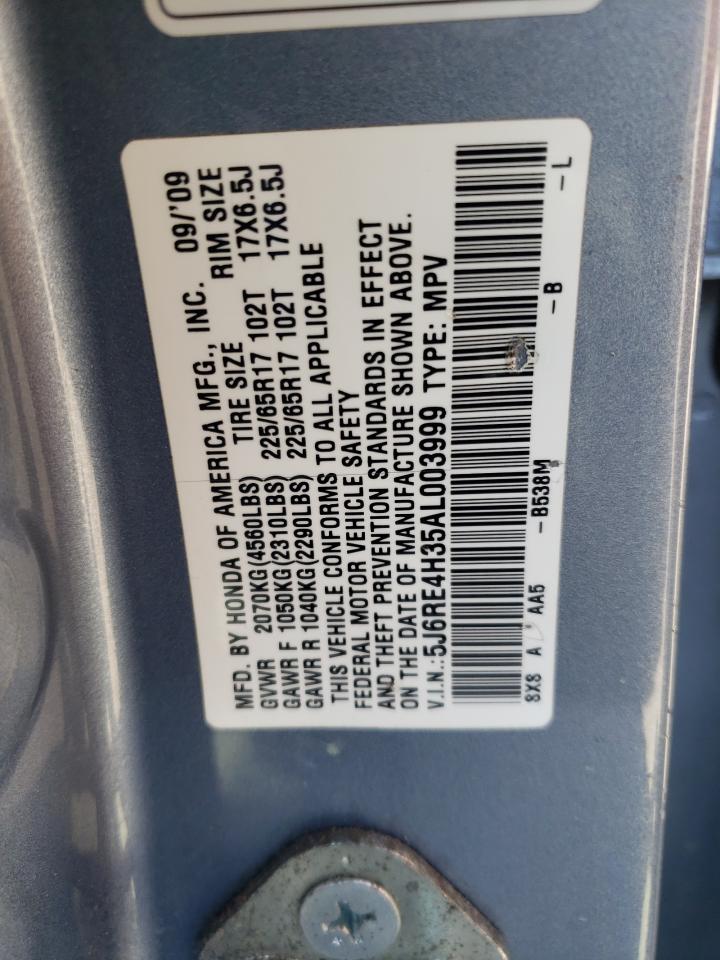 MFD. BY HONDA OF AMERICA MFG., INC. 09/'09
GVWR 2070KG(4560LBS) TIRE SIZE RIM SIZE
GAWR F 1050KG(2310LBS) 225/65R17 102T 17X6.5J
GAWR R 1040KG(2290LBS) 225/65R17 102T 17X6.5J
THIS VEHICLE CONFORMS TO ALL APPLICABLE
FEDERAL MOTOR VEHICLE SAFETY
AND THEFT PREVENTION STANDARDS IN EFFECT
ON THE DATE OF MANUFACTURE SHOWN ABOVE.
V.I.N.:5J6RE4H35AL003999 TYPE: MPV
8X8 A AA5 -B538M -B -L